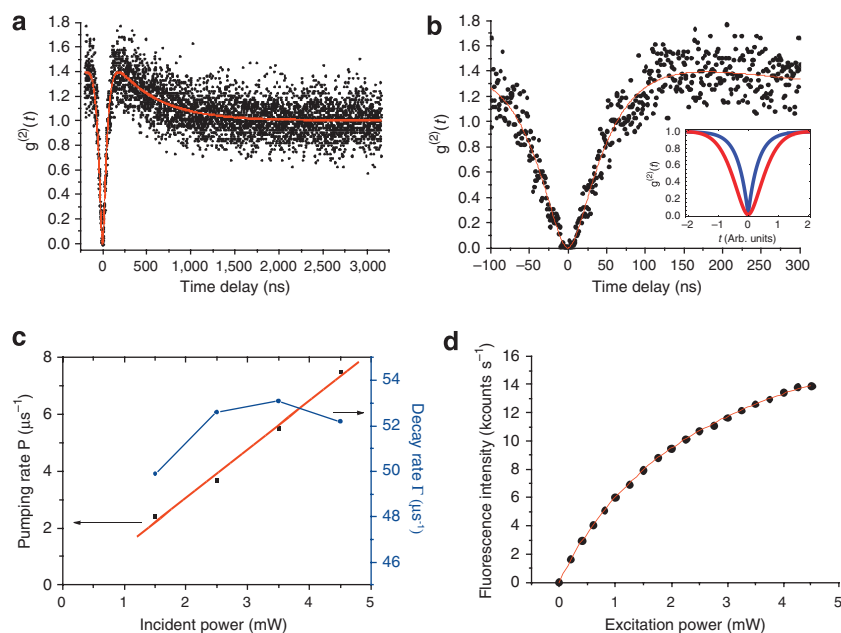 a
1.8
1.6
1.4
1.2
1.0
0.8
0.6
0.4
0.2
0.0
g(2)(t)
0 500 1,000 1,500 2,000 2,500 3,000
Time delay (ns)
b
1.8
1.6
1.4
1.2
1.0
0.8
0.6
0.4
0.2
0.0
g(2)(t)
–100 –50 0 50 100 150 200 250 300
Time delay (ns)
1.0
0.8
0.6
0.4
0.2
0.0
g(2)(t)
–2 –1 0 1 2
t (Arb. units)
c
8
6
4
2
0
Pumping rate P (μs⁻¹)
0 1 2 3 4 5
Incident power (mW)
54
52
50
48
46
Decay rate Γ (μs⁻¹)
d
16
14
12
10
8
6
4
2
0
Fluorescence intensity (kcounts s⁻¹)
0 1 2 3 4 5
Excitation power (mW)